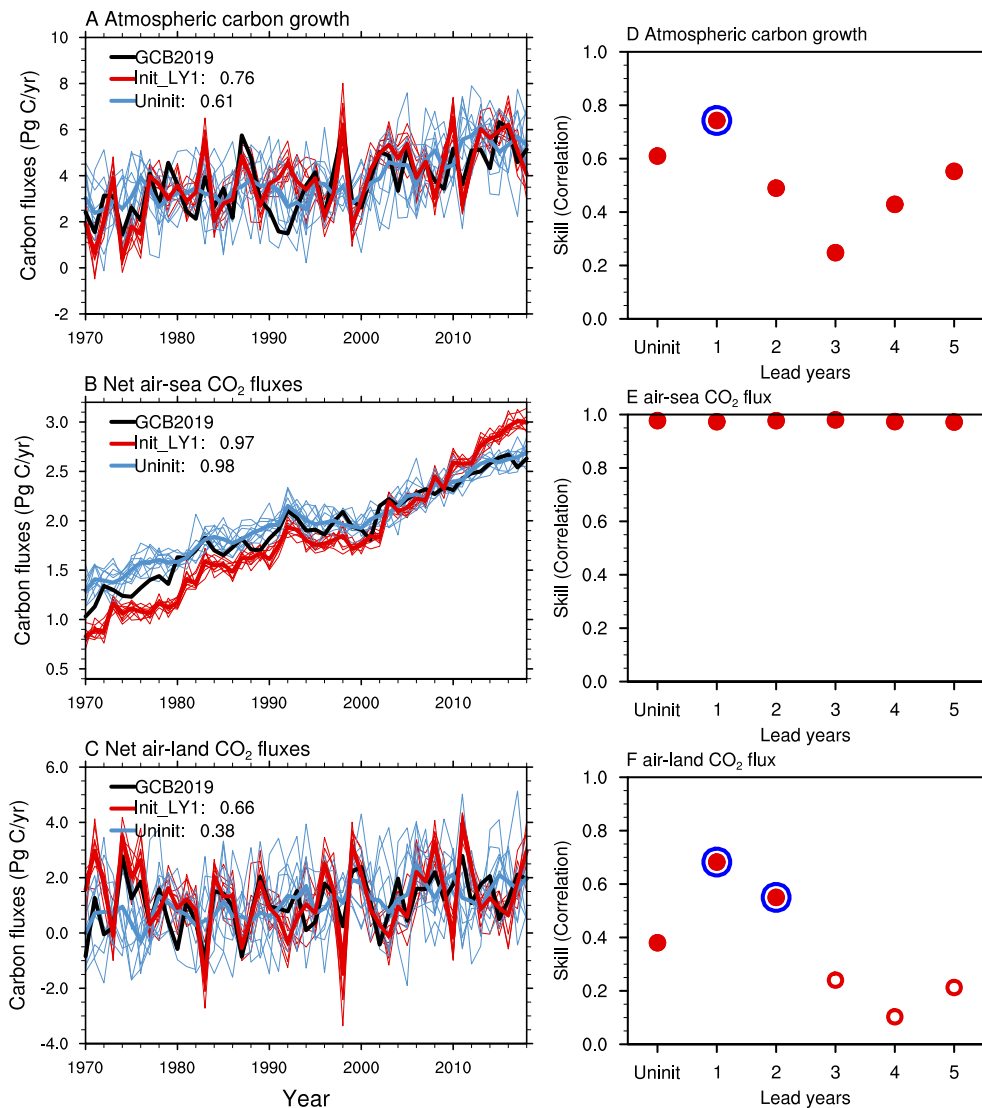 A Atmospheric carbon growth
Carbon fluxes (Pg C/yr)
10
8
6
4
2
0
-2
GCB2019
Init_LY1: 0.76
Uninit: 0.61
1970 1980 1990 2000 2010
D Atmospheric carbon growth
Skill (Correlation)
1.0
0.8
0.6
0.4
0.2
0.0
Uninit 1 2 3 4 5
Lead years
B Net air-sea CO₂ fluxes
Carbon fluxes (Pg C/yr)
3.0
2.5
2.0
1.5
1.0
0.5
GCB2019
Init_LY1: 0.97
Uninit: 0.98
1970 1980 1990 2000 2010
E air-sea CO₂ flux
Skill (Correlation)
1.0
0.8
0.6
0.4
0.2
0.0
Uninit 1 2 3 4 5
Lead years
C Net air-land CO₂ fluxes
Carbon fluxes (Pg C/yr)
6.0
4.0
2.0
0.0
-2.0
-4.0
GCB2019
Init_LY1: 0.66
Uninit: 0.38
1970 1980 1990 2000 2010
Year
F air-land CO₂ flux
Skill (Correlation)
1.0
0.8
0.6
0.4
0.2
0.0
Uninit 1 2 3 4 5
Lead years